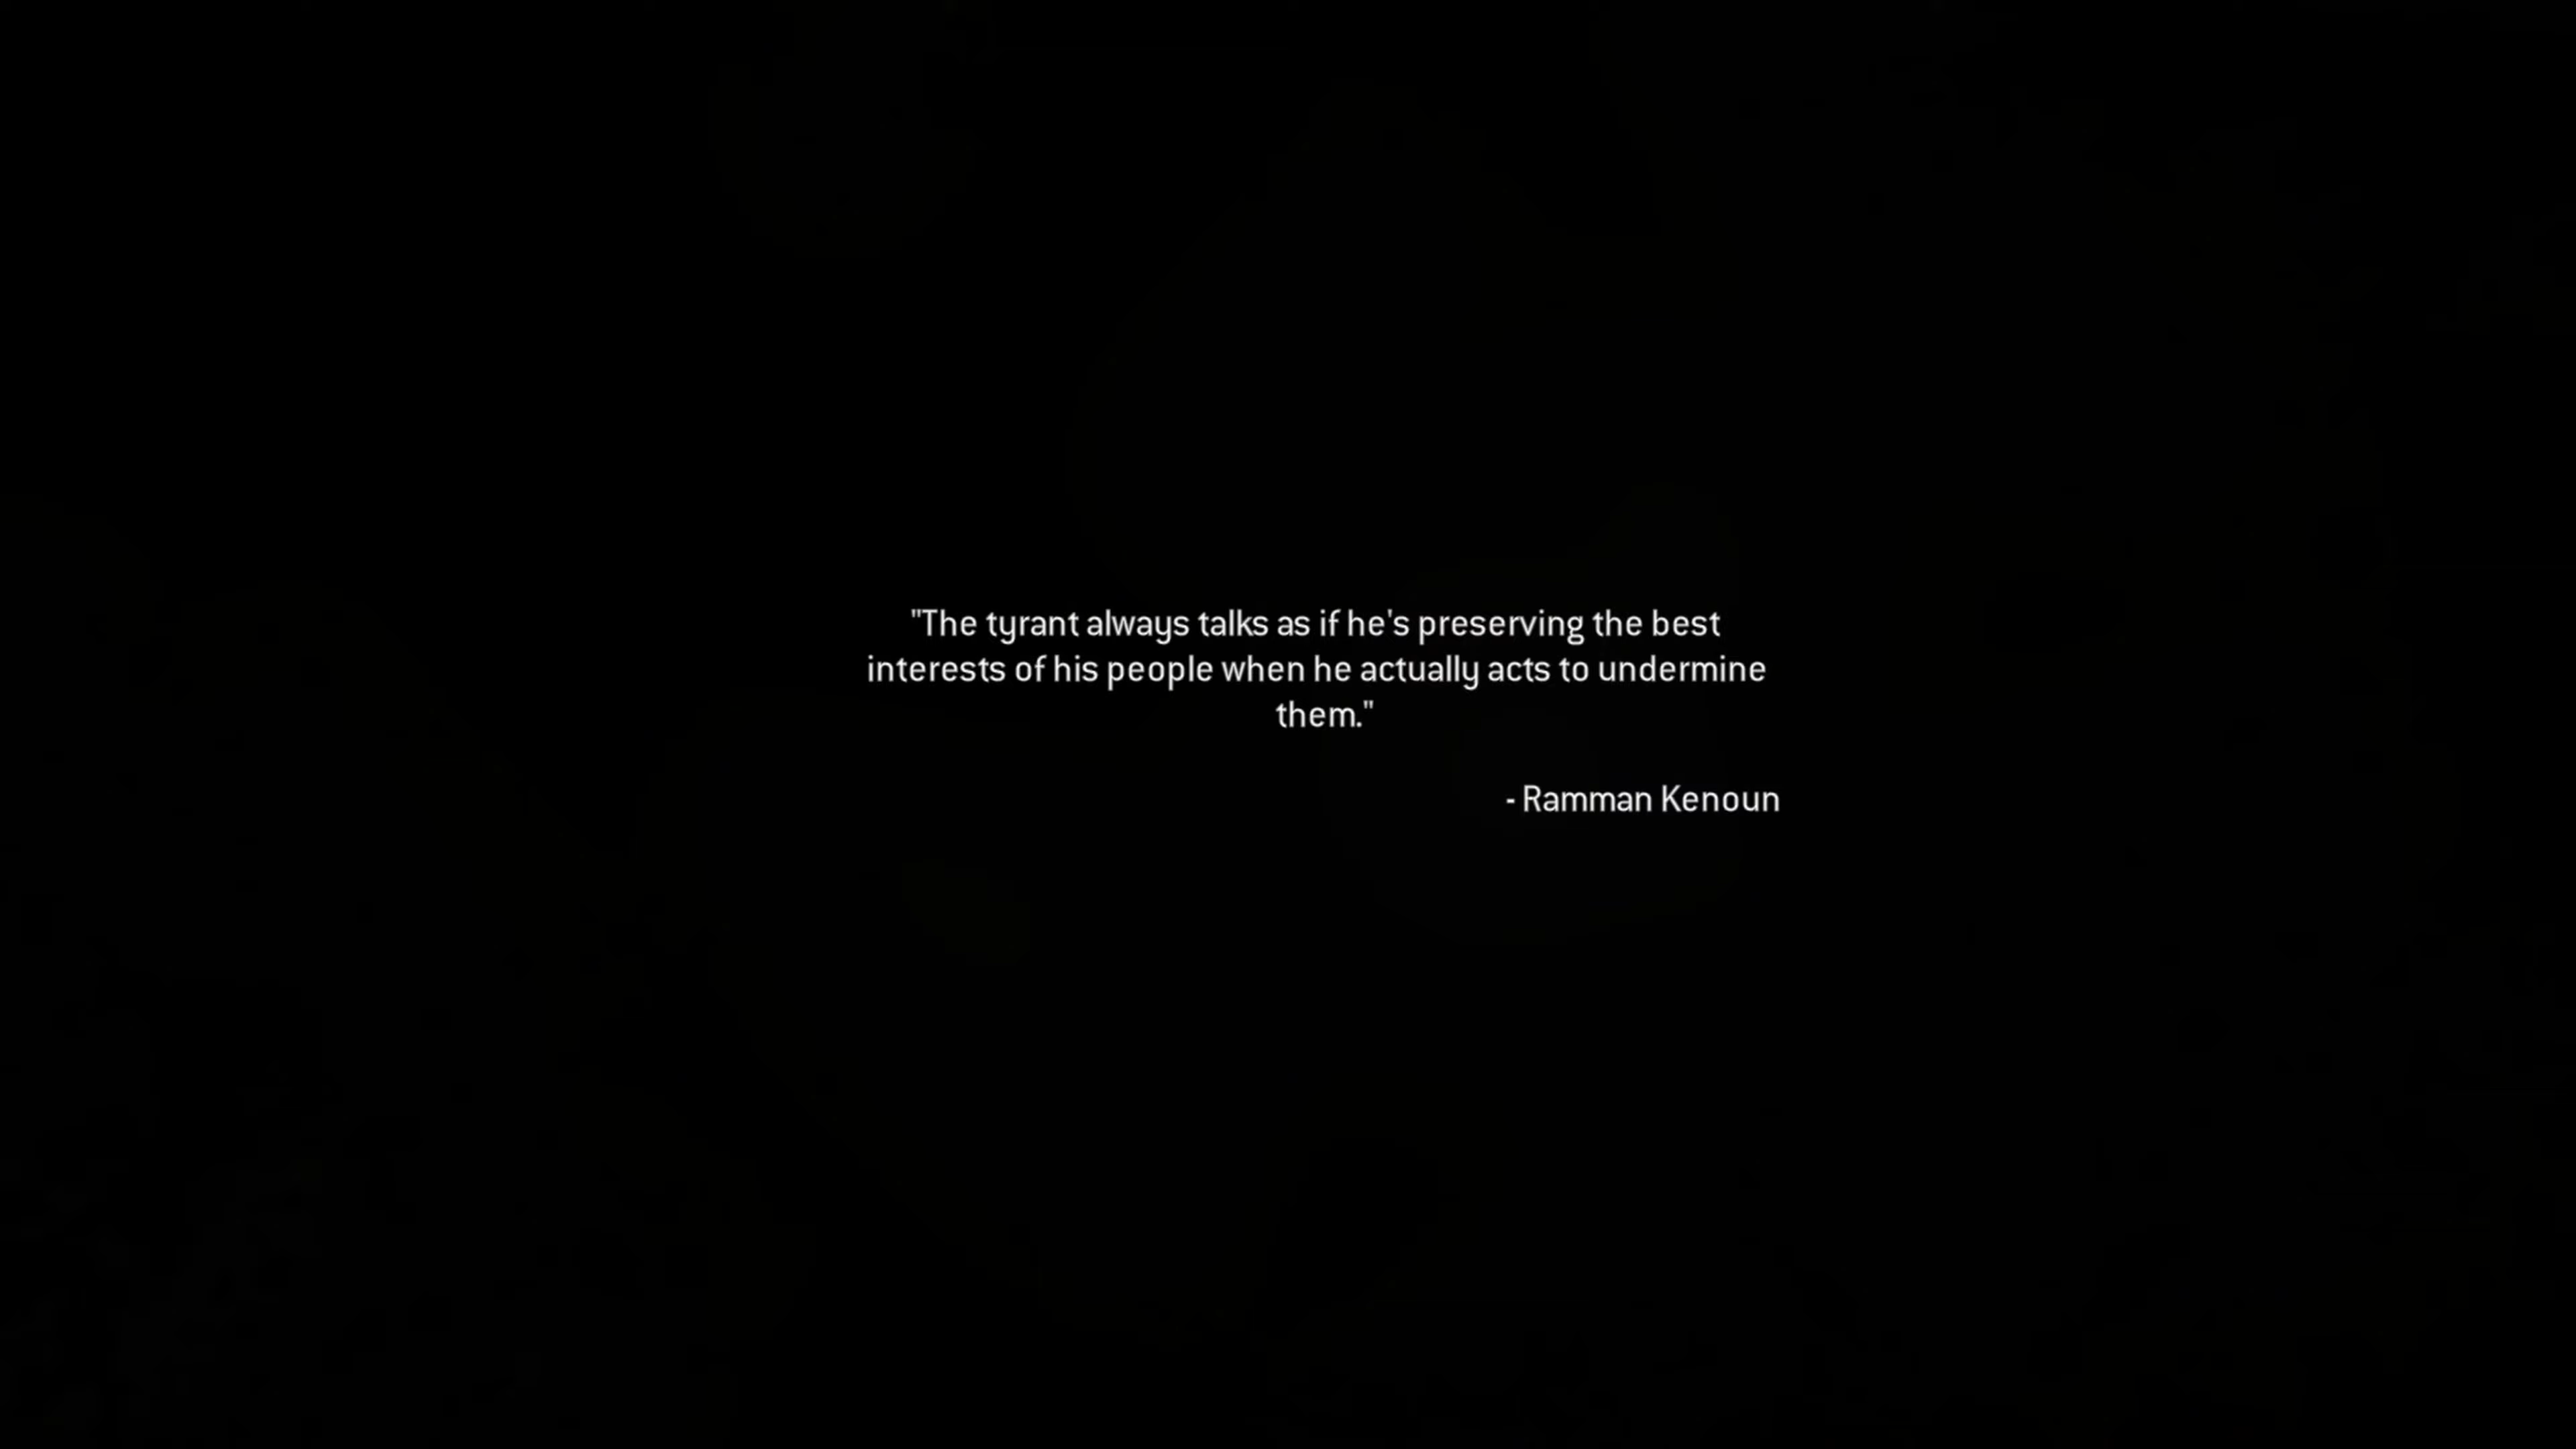 "The tyrant always talks as if he's preserving the best
interests of his people when he actually acts to undermine
them."
- Ramman Kenoun